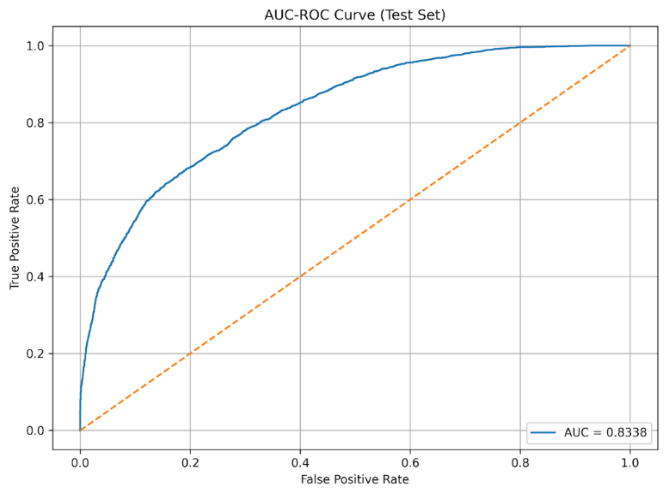 AUC-ROC Curve (Test Set)
1.0
0.8
0.6
0.4
0.2
0.0
True Positive Rate
0.0 0.2 0.4 0.6 0.8 1.0
False Positive Rate
AUC = 0.8338